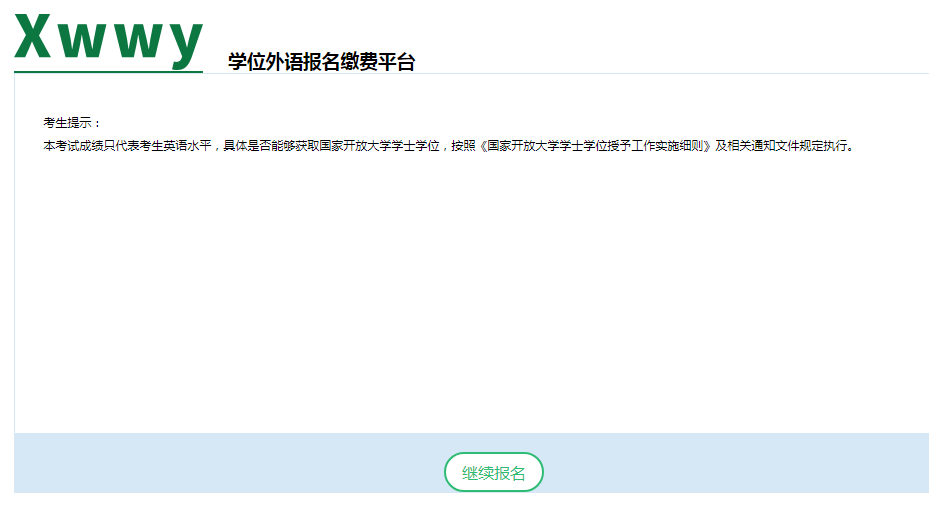 Xwwy
学位外语报名缴费平台
考生提示：
本考试成绩只代表考生英语水平，具体是否能够获取国家开放大学学士学位，按照《国家开放大学学士学位授予工作实施细则》及相关通知文件规定执行。
继续报名